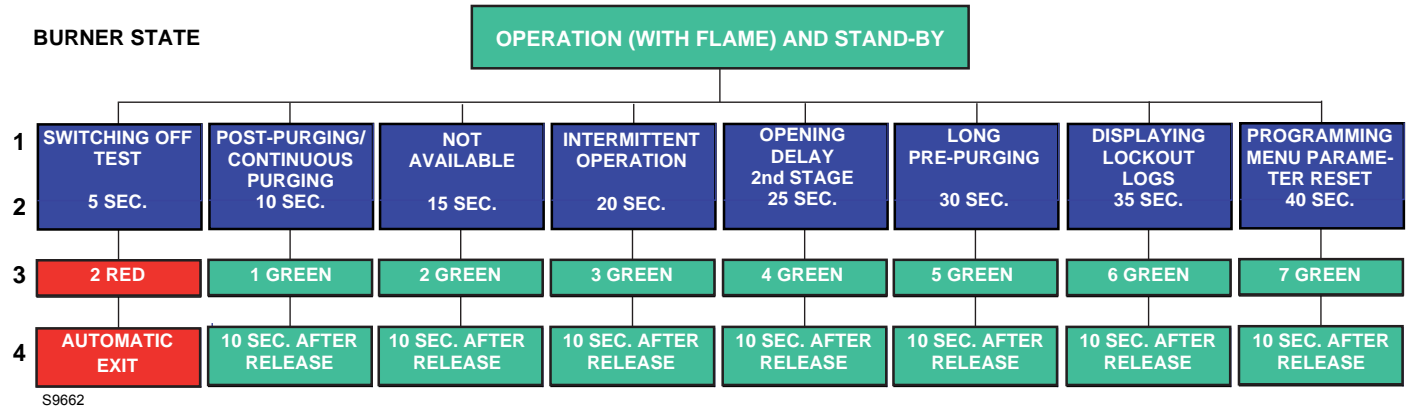 BURNER STATE
OPERATION (WITH FLAME) AND STAND-BY
1
SWITCHING OFF
TEST
POST-PURGING/
CONTINUOUS
PURGING
NOT
AVAILABLE
INTERMITTENT
OPERATION
OPENING
DELAY
2nd STAGE
LONG
PRE-PURGING
DISPLAYING
LOCKOUT
LOGS
PROGRAMMING
MENU PARAME-
TER RESET
2
5 SEC.
10 SEC.
15 SEC.
20 SEC.
25 SEC.
30 SEC.
35 SEC.
40 SEC.
3
2 RED
1 GREEN
2 GREEN
3 GREEN
4 GREEN
5 GREEN
6 GREEN
7 GREEN
4
AUTOMATIC
EXIT
10 SEC. AFTER
RELEASE
10 SEC. AFTER
RELEASE
10 SEC. AFTER
RELEASE
10 SEC. AFTER
RELEASE
10 SEC. AFTER
RELEASE
10 SEC. AFTER
RELEASE
10 SEC. AFTER
RELEASE
S9662